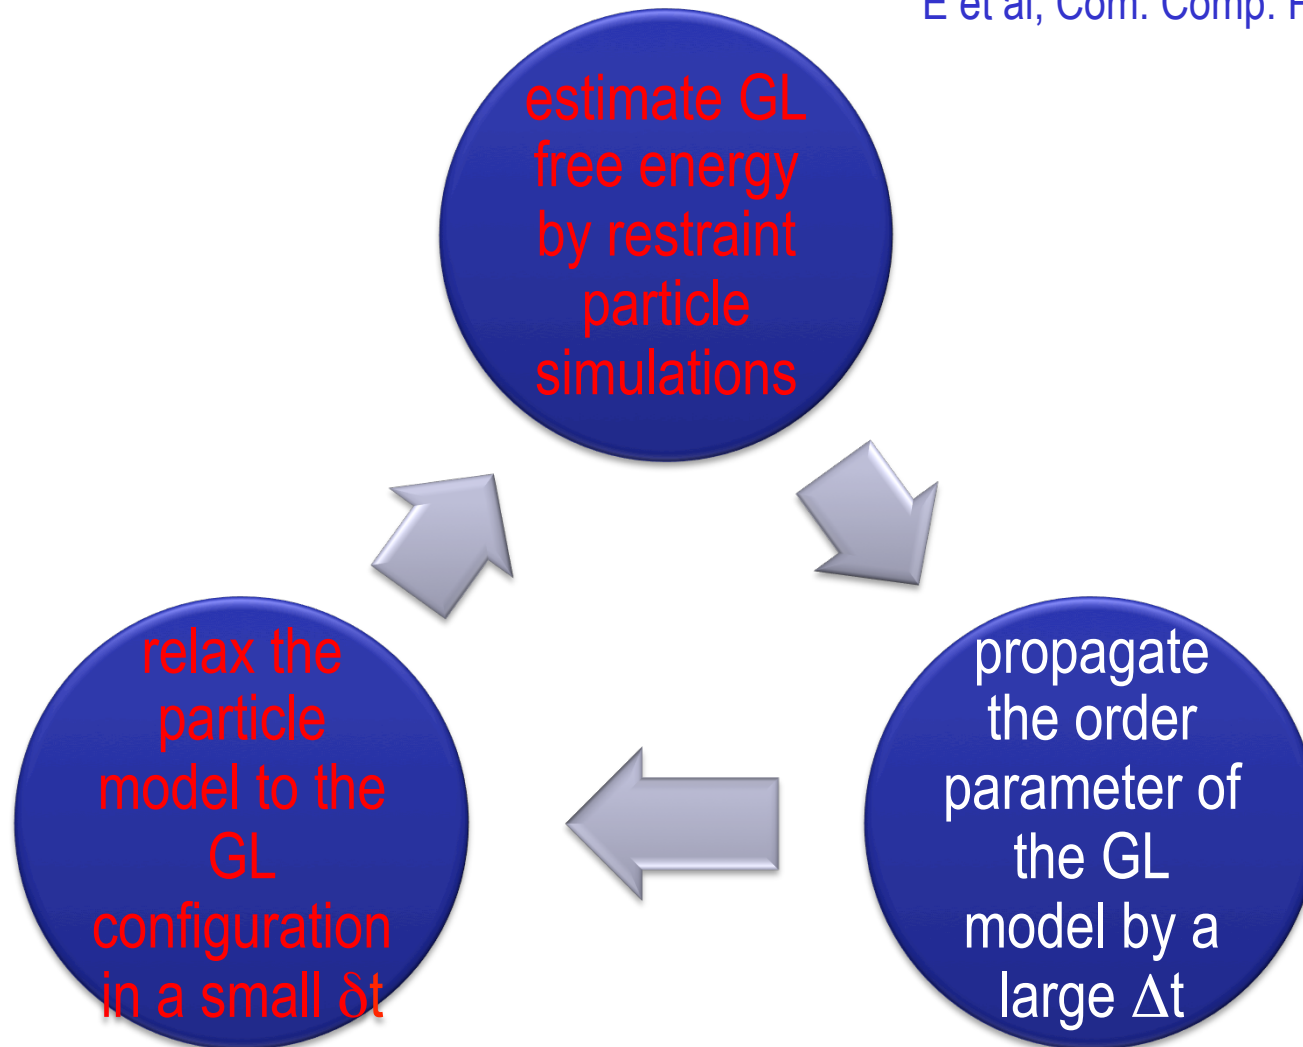 E et al, Com. Comp.
estimate GL
free energy
by restraint
particle
simulations
relax the
particle
model to the
GL
configuration
in a small δt
propagate
the order
parameter of
the GL
model by a
large Δt